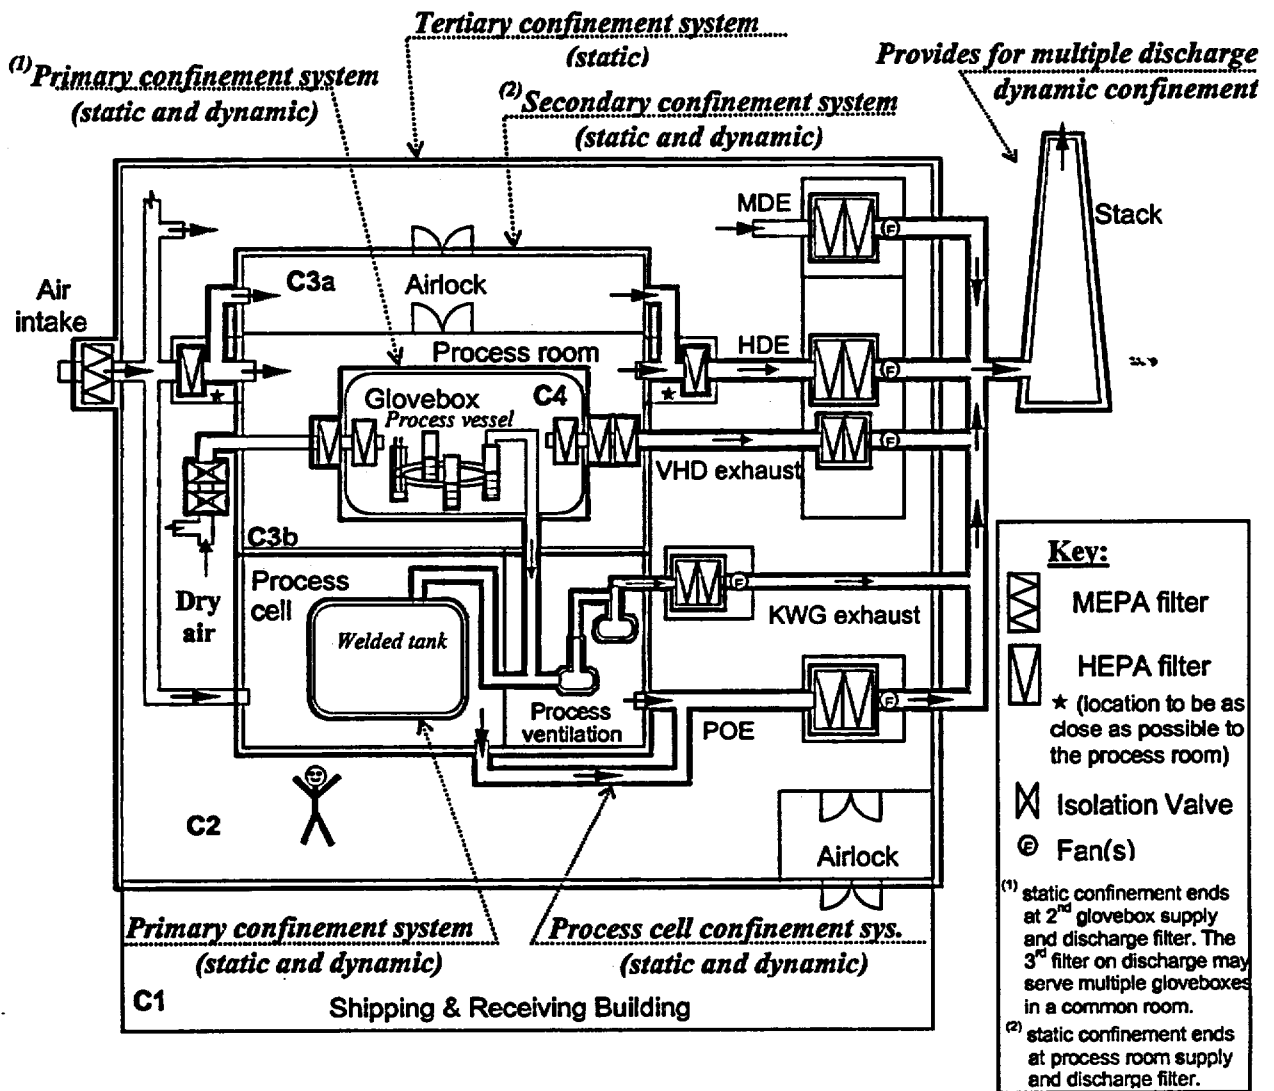 Tertiary confinement system
(static)
(1)Primary confinement system
(static and dynamic)
(2)Secondary confinement system
(static and dynamic)
Provides for multiple discharge
dynamic confinement
MDE
Stack
C3a
Airlock
Air
intake
HDE
Process room
Glovebox
C4
Process vessel
★
★
VHD exhaust
C3b
Process
cell
Dry
air
Welded tank
KWG exhaust
Process
ventilation
POE
C2
Airlock
F
F
F
F
F
Key:
MEPA filter
HEPA filter
★ (location to be as
close as possible to
the process room)
Isolation Valve
F Fan(s)
(1) static confinement ends
at 2nd glovebox supply
and discharge filter. The
3rd filter on discharge may
serve multiple gloveboxes
in a common room.
(2) static confinement ends
at process room supply
and discharge filter.
Primary confinement system
(static and dynamic)
Process cell confinement sys.
(static and dynamic)
C1
Shipping & Receiving Building